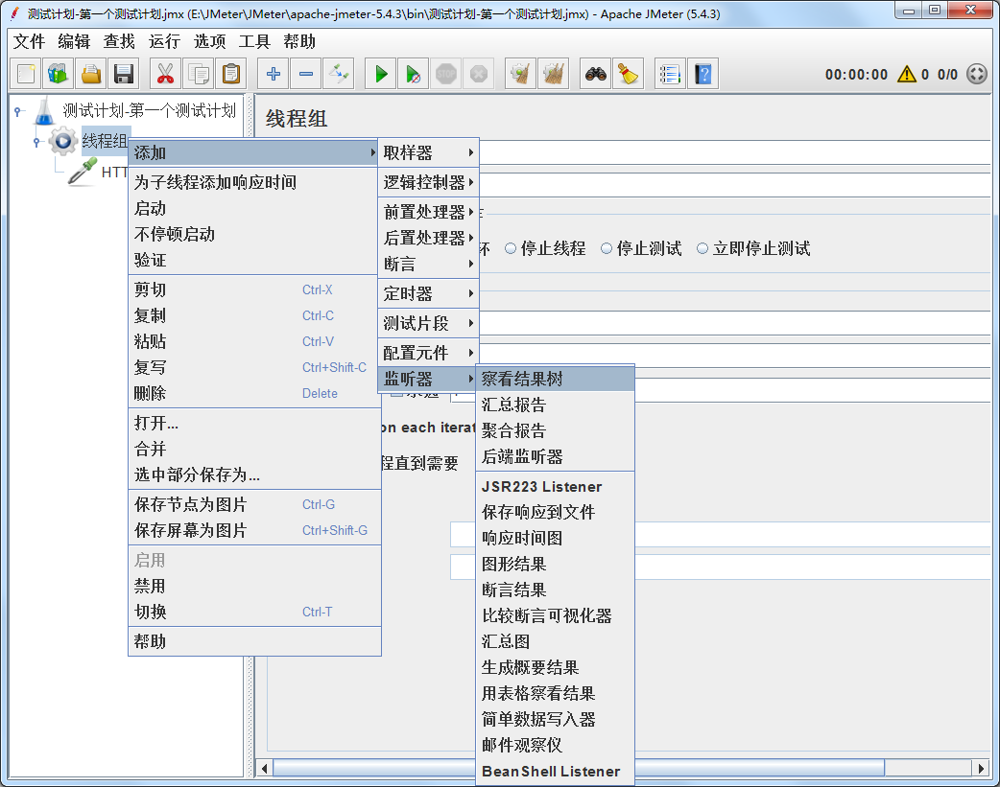 测试计划-第一个测试计划.jmx (E:\JMeter\JMeter\apache-jmeter-5.4.3\bin\测试计划-第一个测试计划.jmx) - Apache JMeter (5.4.3)
文件 编辑 查找 运行 选项 工具 帮助
STOP
00:00:00 0 0/0
测试计划-第一个测试计划
线程组
HTT
线程组
停止线程 停止测试 立即停止测试
on each iterat
程直到需要
添加
为子线程添加响应时间
启动
不停顿启动
验证
剪切 Ctrl-X
复制 Ctrl-C
粘贴 Ctrl-V
复写 Ctrl+Shift-C
删除 Delete
打开...
合并
选中部分保存为...
保存节点为图片 Ctrl-G
保存屏幕为图片 Ctrl+Shift-G
启用
禁用
切换 Ctrl-T
帮助
取样器
逻辑控制器
前置处理器
后置处理器
断言
定时器
测试片段
配置元件
监听器
察看结果树
汇总报告
聚合报告
后端监听器
JSR223 Listener
保存响应到文件
响应时间图
图形结果
断言结果
比较断言可视化器
汇总图
生成概要结果
用表格察看结果
简单数据写入器
邮件观察仪
BeanShell Listener